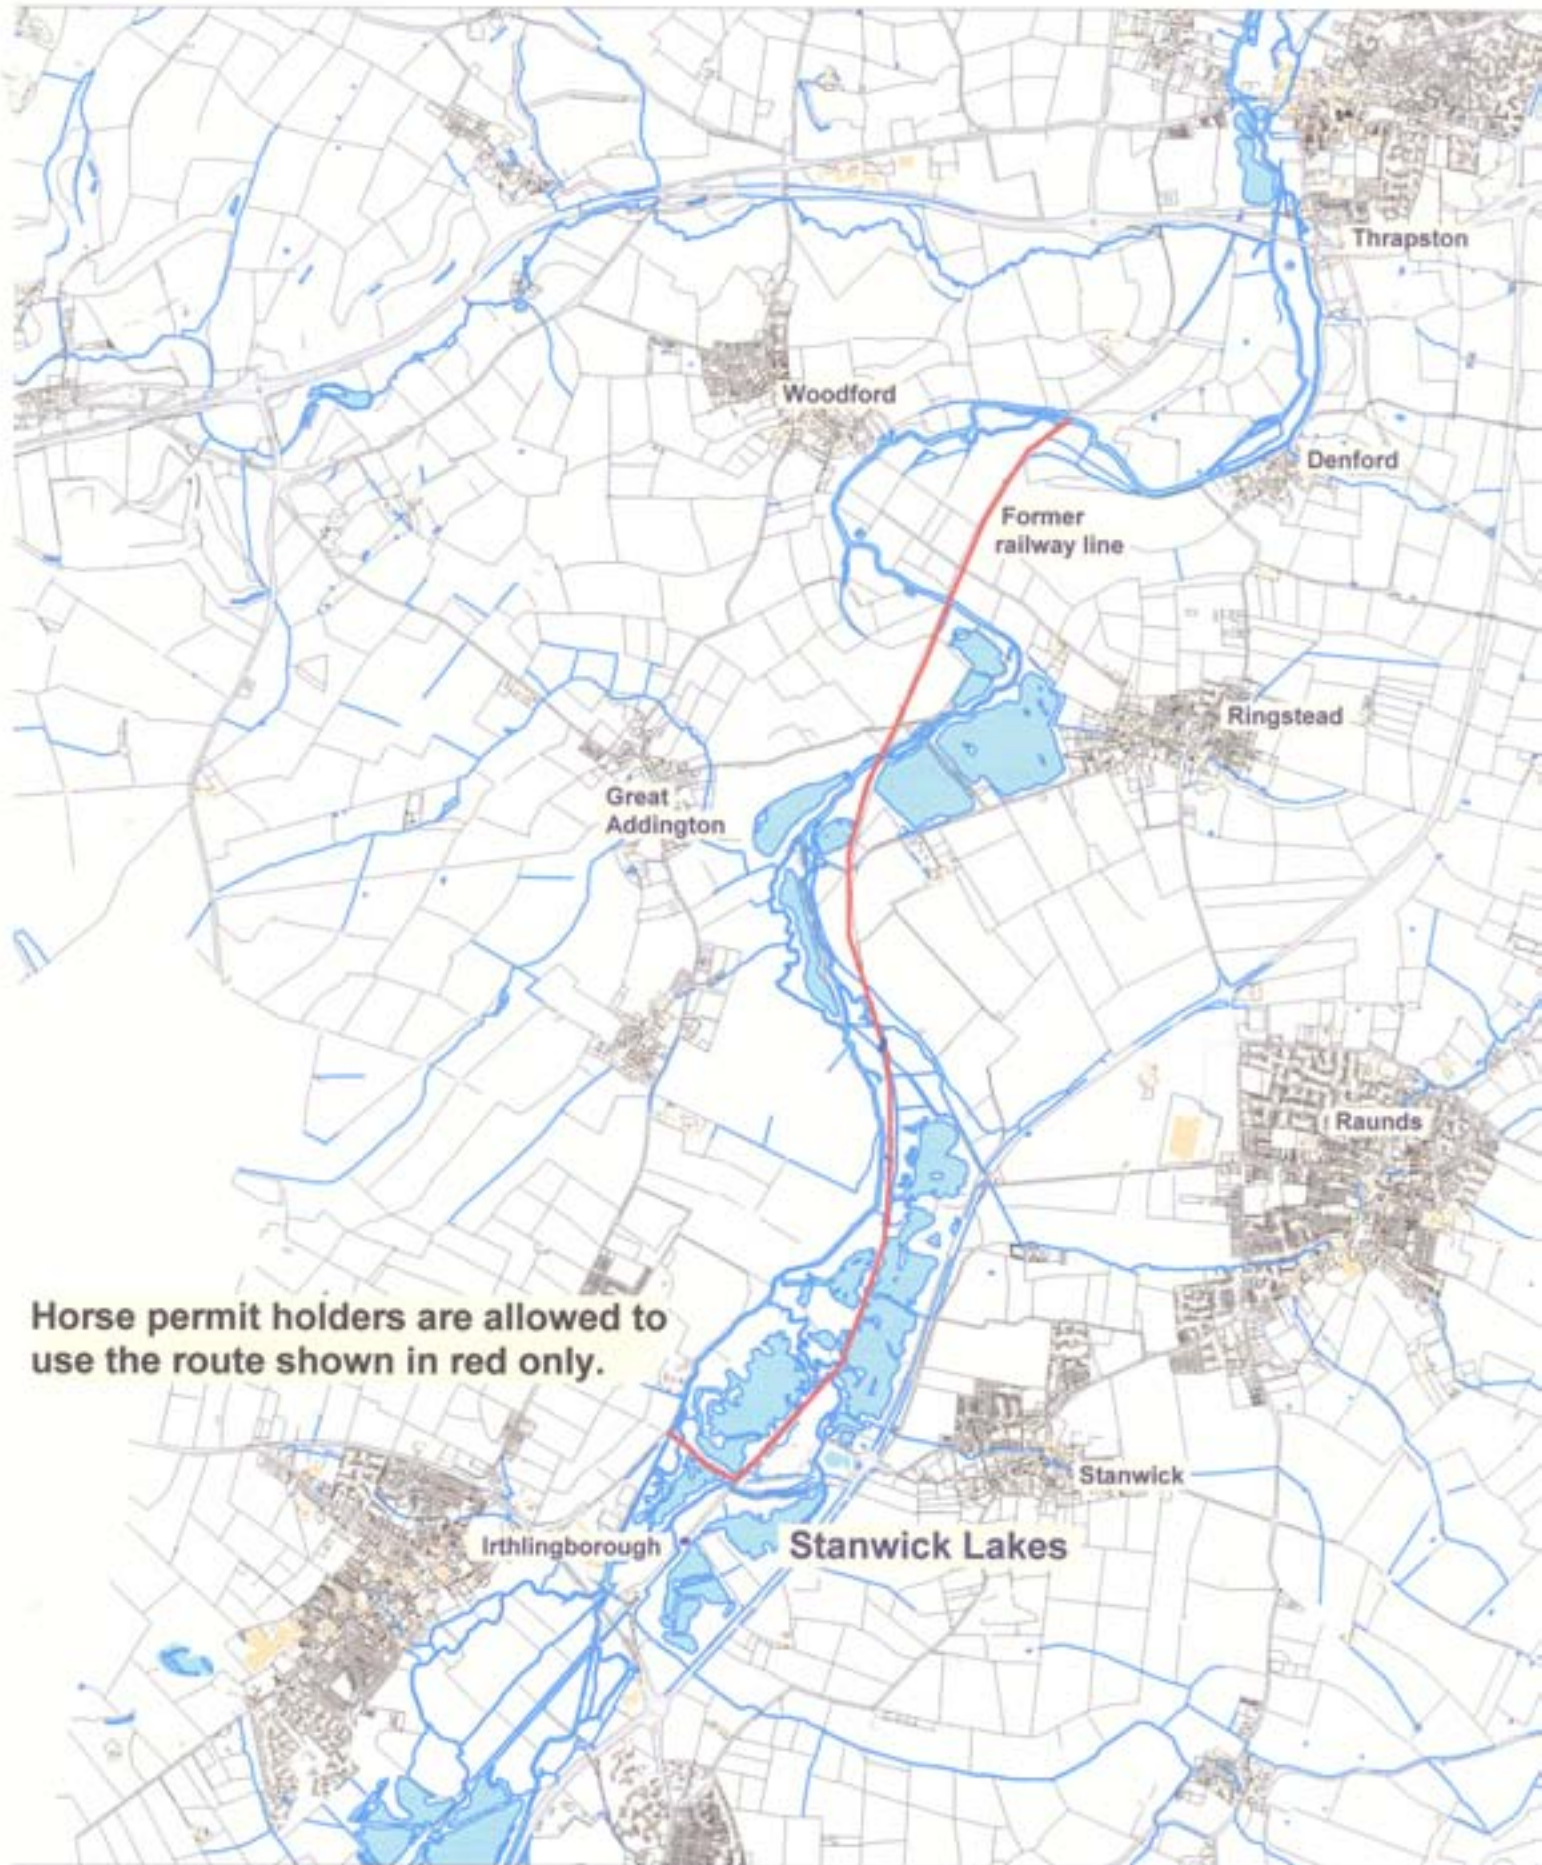 Thrapston
Woodford
Denford
Former
railway line
Ringstead
Great
Addington
Raunds
Horse permit holders are allowed to
use the route shown in red only.
Stanwick
Irthlingborough
Stanwick Lakes